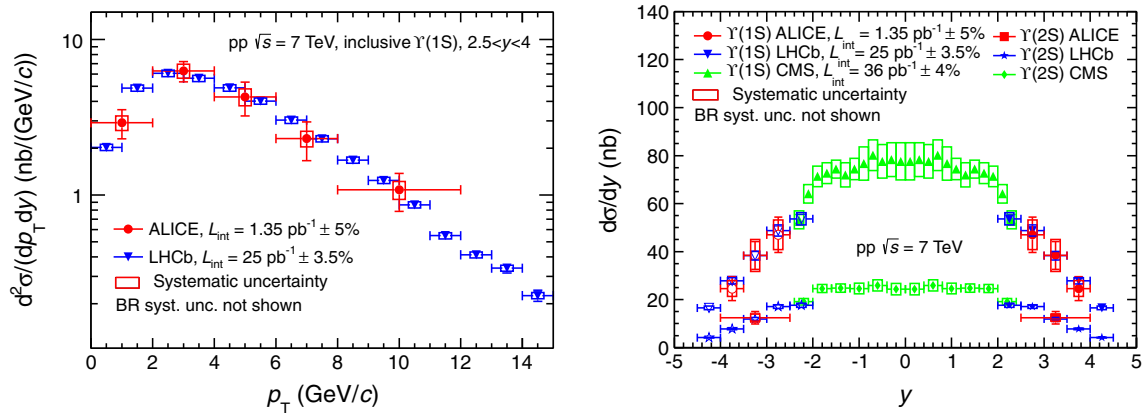 pp √s = 7 TeV, inclusive ϒ(1S), 2.5<y<4
d²σ/(dp_T dy) (nb/(GeV/c))
10
1
ALICE, L_int = 1.35 pb⁻¹ ± 5%
LHCb, L_int = 25 pb⁻¹ ± 3.5%
Systematic uncertainty
BR syst. unc. not shown
0 2 4 6 8 10 12 14
p_T (GeV/c)
dσ/dy (nb)
140
120
100
80
60
40
20
0
ϒ(1S) ALICE, L_int = 1.35 pb⁻¹ ± 5% ϒ(2S) ALICE
ϒ(1S) LHCb, L_int = 25 pb⁻¹ ± 3.5% ϒ(2S) LHCb
ϒ(1S) CMS, L_int = 36 pb⁻¹ ± 4% ϒ(2S) CMS
Systematic uncertainty
BR syst. unc. not shown
pp √s = 7 TeV
-5 -4 -3 -2 -1 0 1 2 3 4 5
y